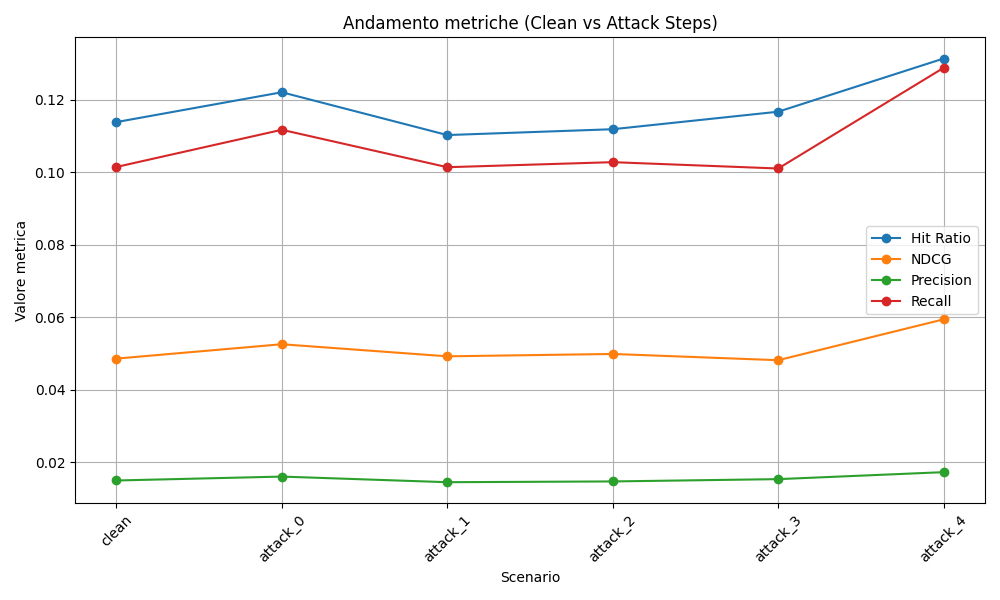 Andamento metriche (Clean vs Attack Steps)
Valore metrica
0.12
0.10
0.08
0.06
0.04
0.02
Hit Ratio
NDCG
Precision
Recall
clean
attack_0
attack_1
attack_2
attack_3
attack_4
Scenario